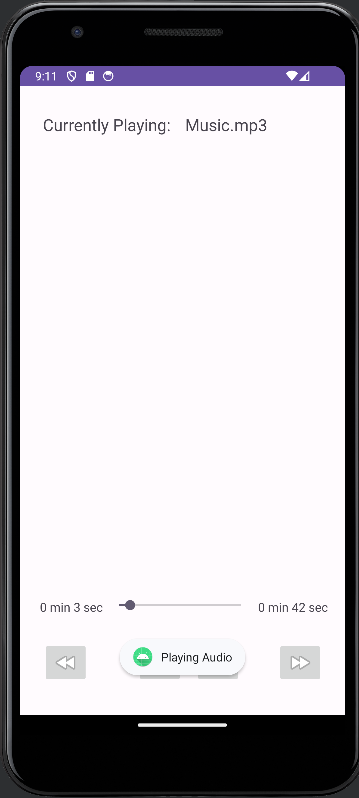 9:11
Currently Playing: Music.mp3
0 min 3 sec 0 min 42 sec
Playing Audio